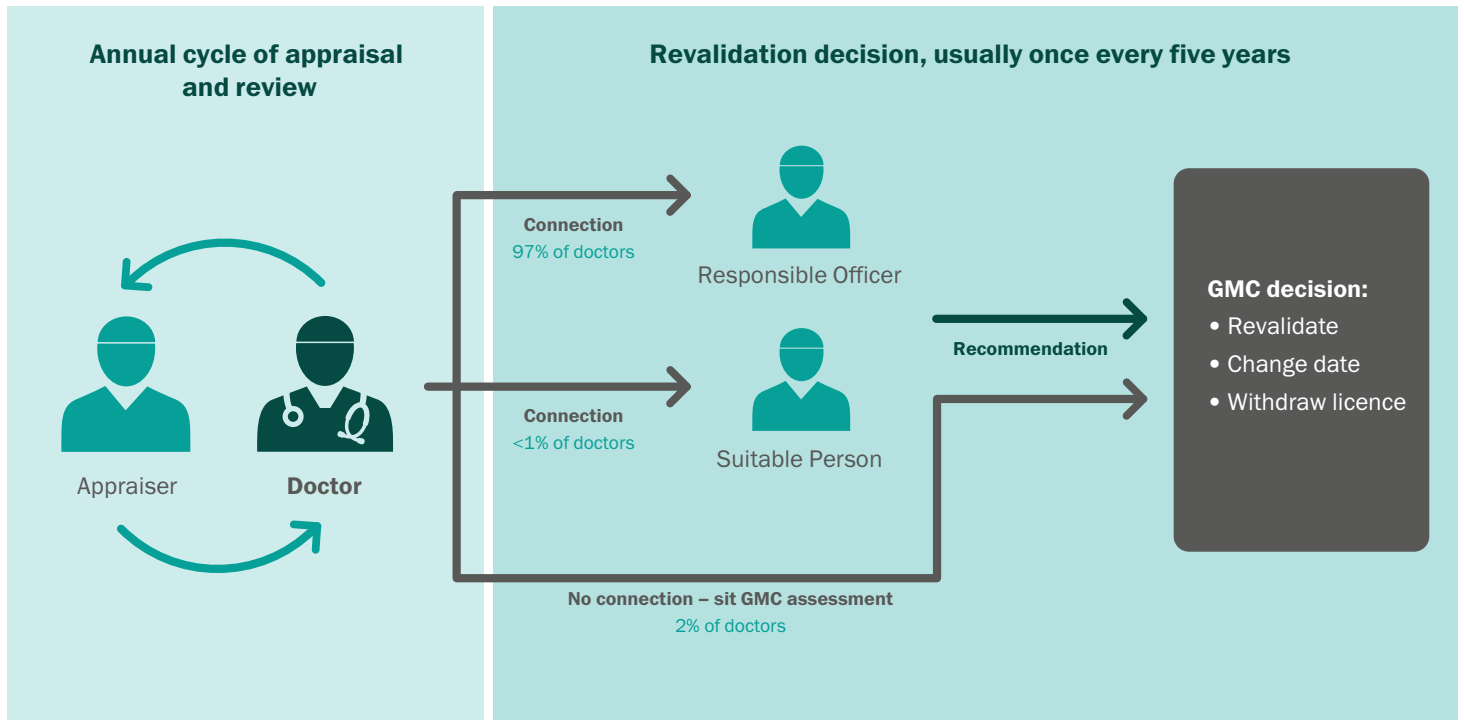 Annual cycle of appraisal
and review
Appraiser
Doctor
Revalidation decision, usually once every five years
Connection
97% of doctors
Responsible Officer
Connection
<1% of doctors
Suitable Person
No connection – sit GMC assessment
2% of doctors
Recommendation
GMC decision:
• Revalidate
• Change date
• Withdraw licence